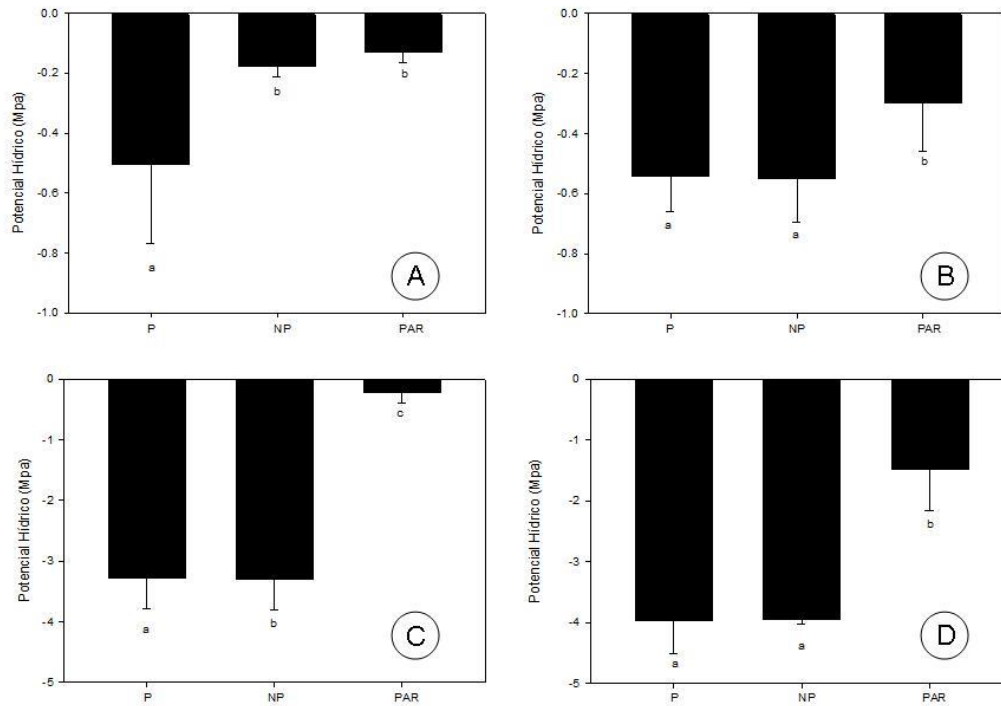 0.0
-0.2
-0.4
-0.6
-0.8
-1.0
Potencial Hídrico (Mpa)
a
b
b
A
P NP PAR
0.0
-0.2
-0.4
-0.6
-0.8
-1.0
Potencial Hídrico (Mpa)
a
a
b
B
P NP PAR
0
-1
-2
-3
-4
-5
Potencial Hídrico (Mpa)
a
b
c
C
P NP PAR
0
-1
-2
-3
-4
-5
Potencial Hídrico (Mpa)
a
a
b
D
P NP PAR